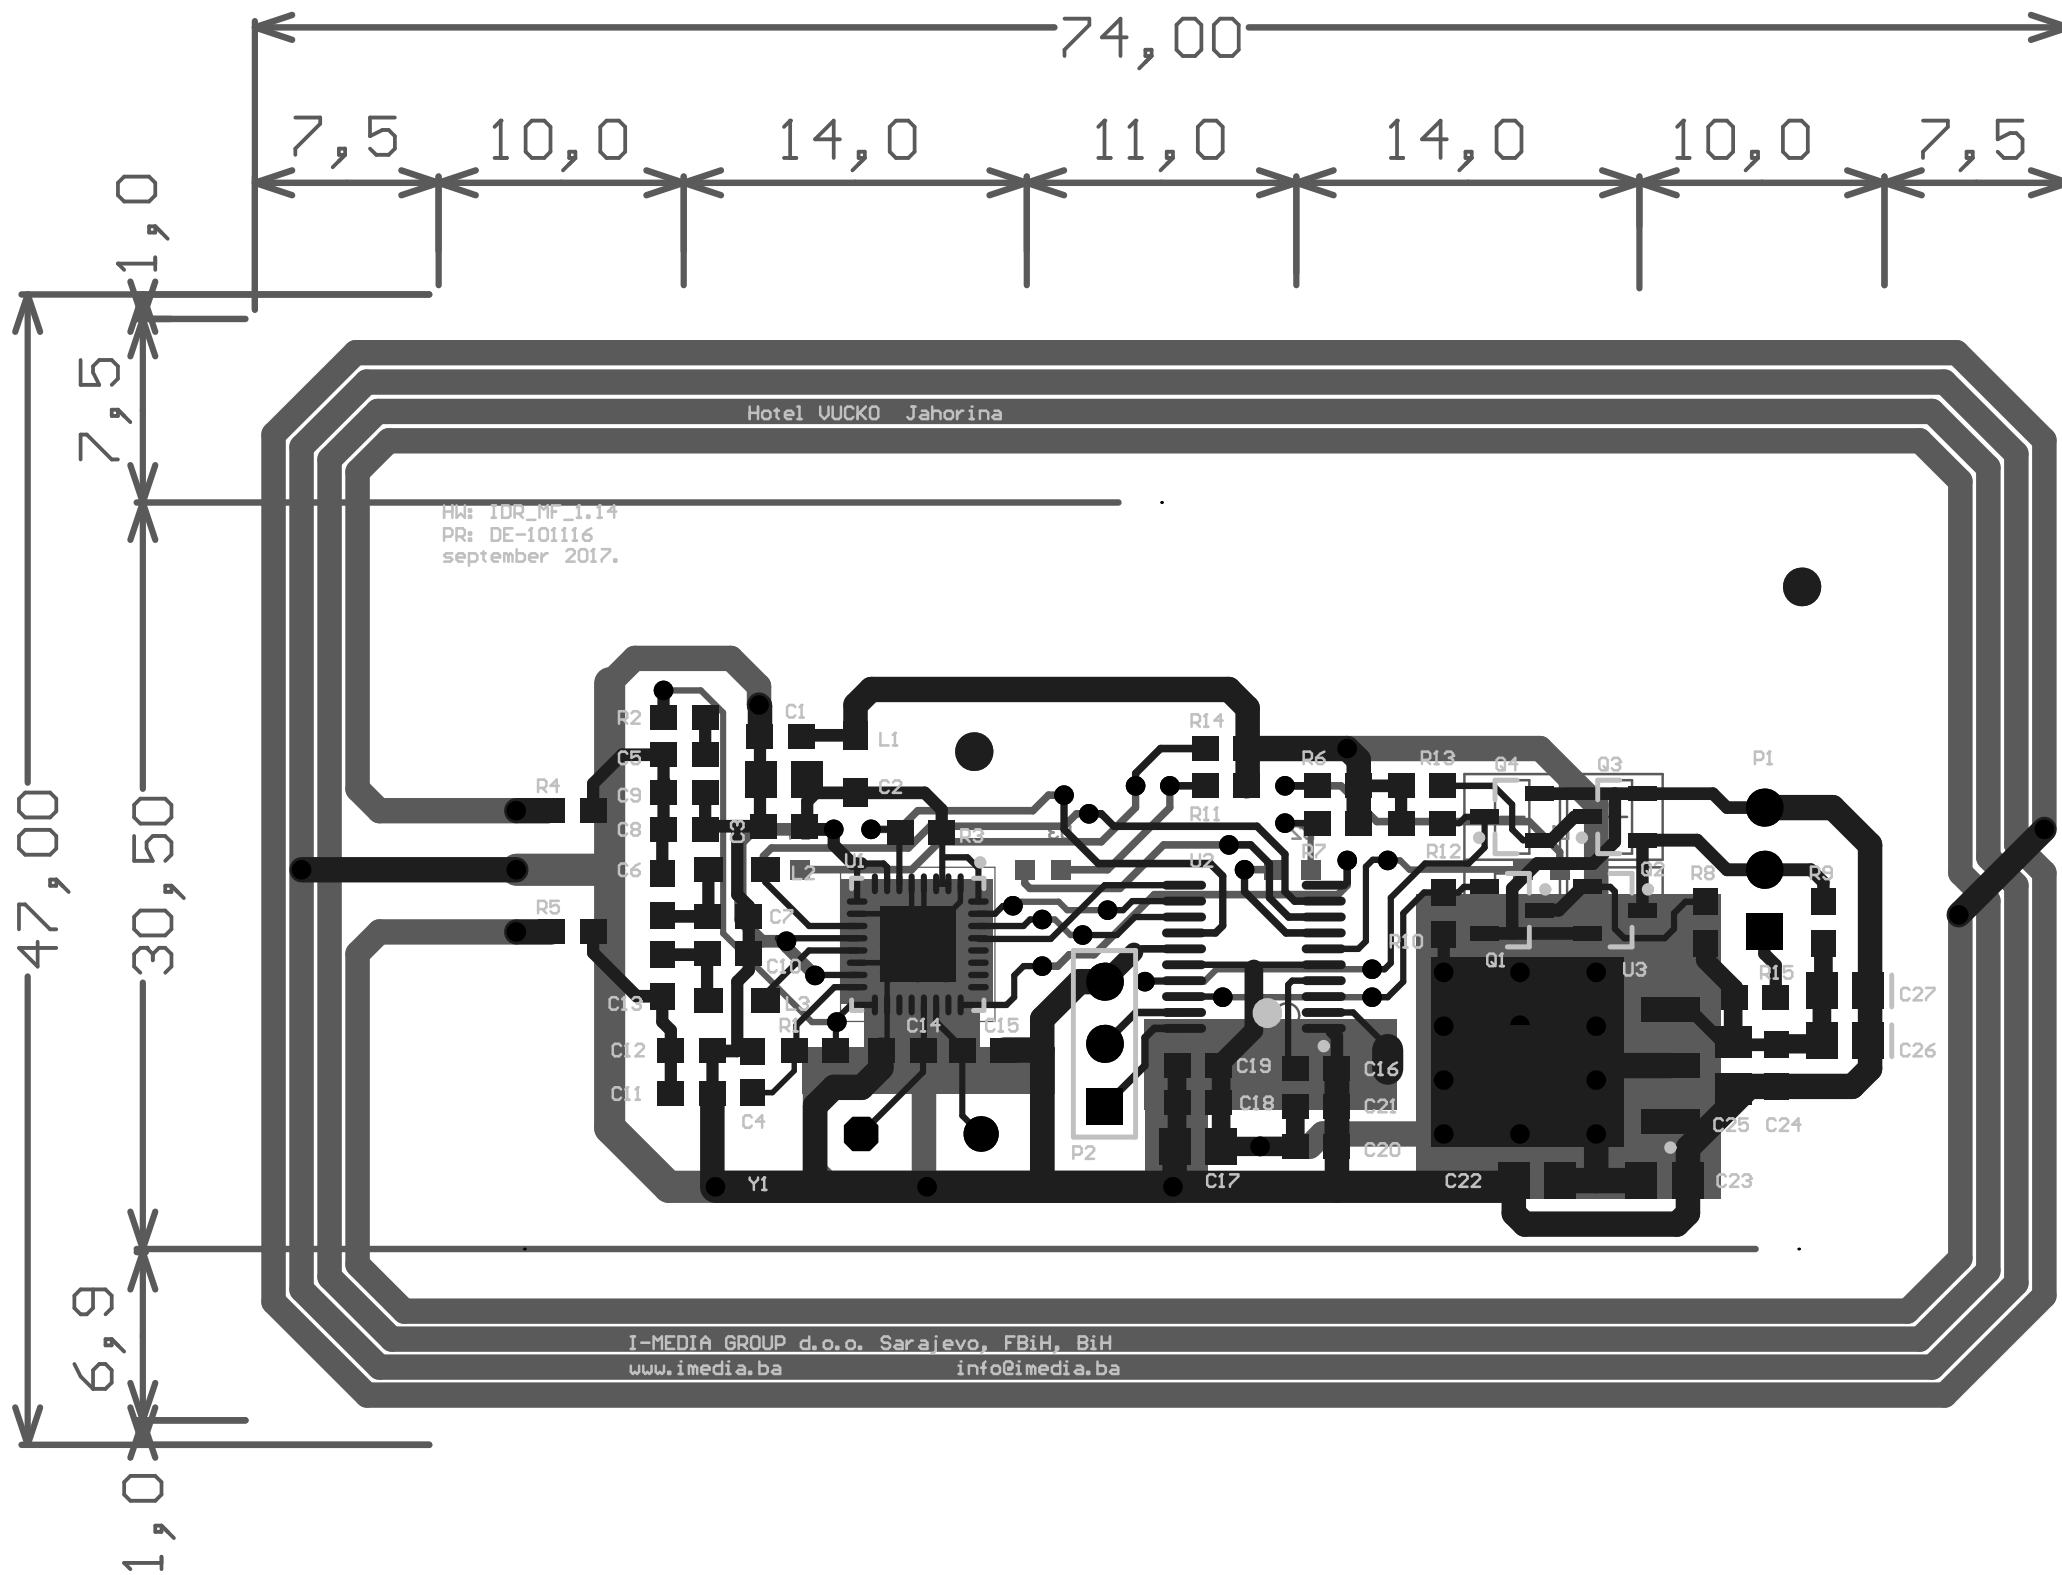 74,00
7,5
10,0
14,0
11,0
14,0
10,0
7,5
1,0
7,5
Hotel VUCKO Jahorina
HW: IDR_MF_1.14
PR: DE-101116
september 2017.
47,00
30,50
R2
C1
L1
R14
C5
R6
R13
Q4
Q3
P1
R4
C9
C2
R11
C8
C3
R3
C6
L2
U1
U2
R7
R12
Q2
R8
R9
R5
C7
R10
C10
Q1
U3
R15
C13
L3
C27
R1
C14
C15
C12
C26
C19
C16
C11
C18
C21
C4
C25
C24
P2
C20
Y1
C17
C22
C23
6,9
I-MEDIA GROUP d.o.o. Sarajevo, FBiH, BiH
www.imedia.ba info@imedia.ba
1,0